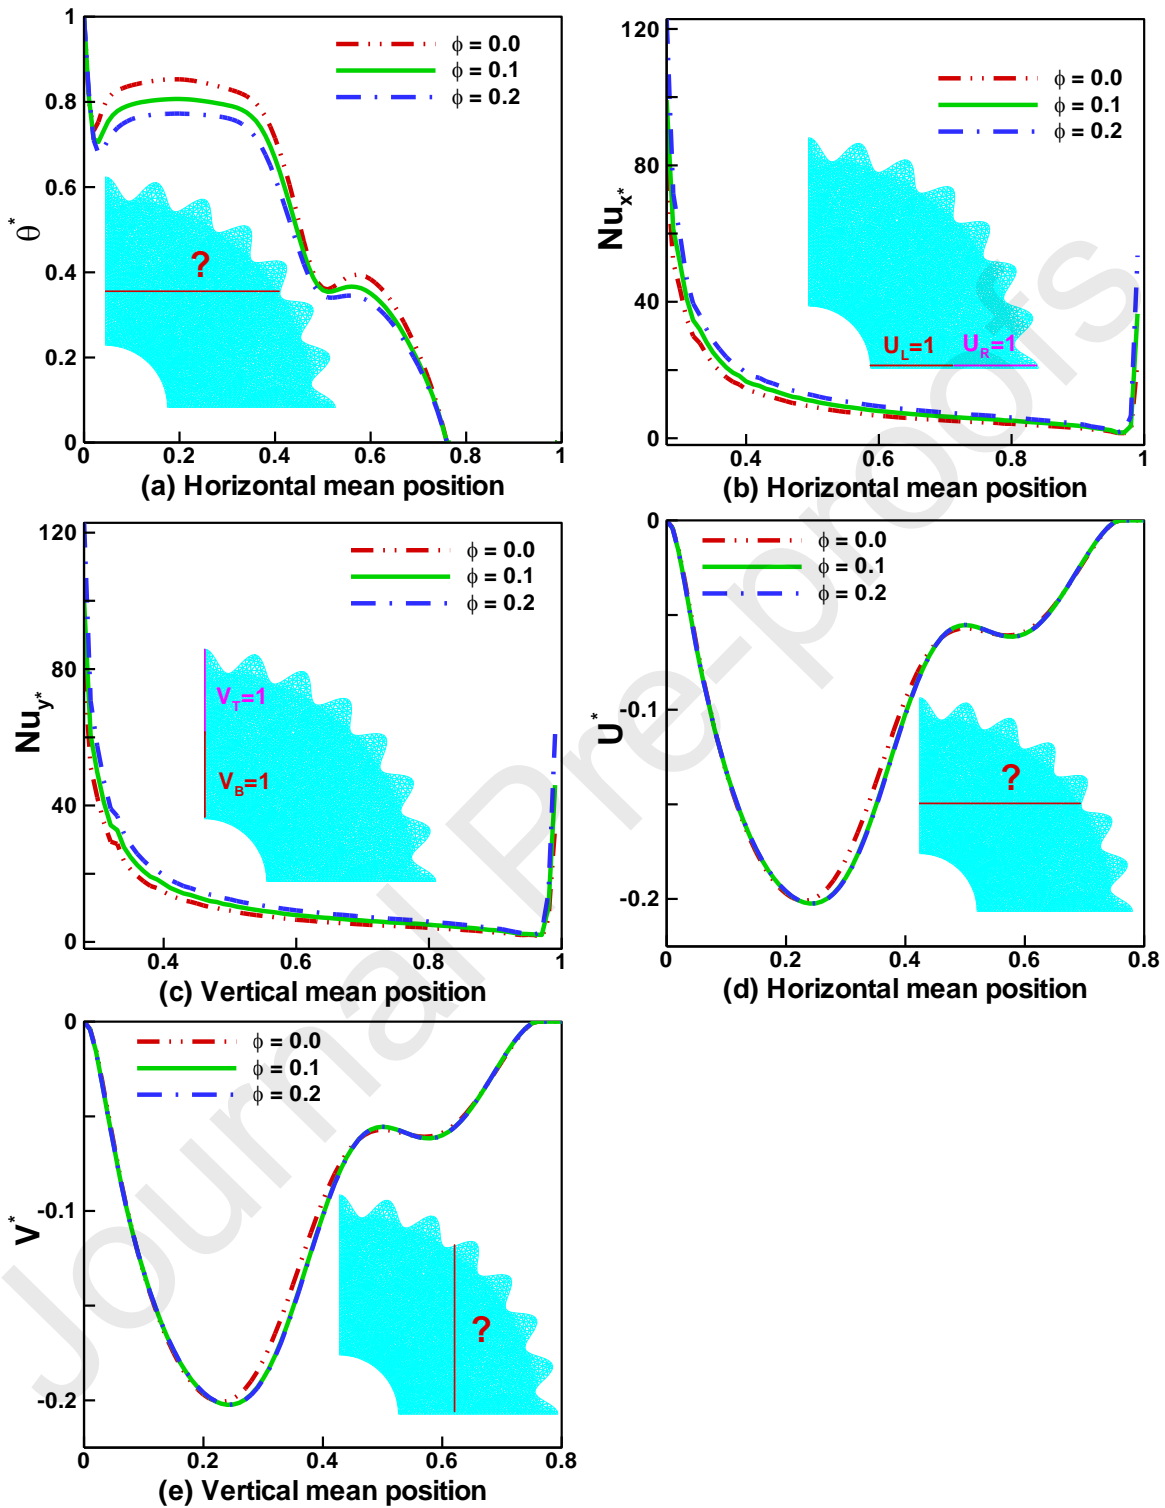 1
0.8
0.6
0.4
0.2
0
θ*
ϕ = 0.0
ϕ = 0.1
ϕ = 0.2
?
0 0.2 0.4 0.6 0.8 1
(a) Horizontal mean position
120
80
40
0
Nu_x*
ϕ = 0.0
ϕ = 0.1
ϕ = 0.2
U_L=1 U_R=1
0.4 0.6 0.8 1
(b) Horizontal mean position
120
80
40
0
Nu_y*
ϕ = 0.0
ϕ = 0.1
ϕ = 0.2
V_T=1
V_B=1
0.4 0.6 0.8 1
(c) Vertical mean position
0
-0.1
-0.2
U*
ϕ = 0.0
ϕ = 0.1
ϕ = 0.2
?
0 0.2 0.4 0.6 0.8
(d) Horizontal mean position
0
-0.1
-0.2
V*
ϕ = 0.0
ϕ = 0.1
ϕ = 0.2
?
0 0.2 0.4 0.6 0.8
(e) Vertical mean position
Journal Pre-proofs